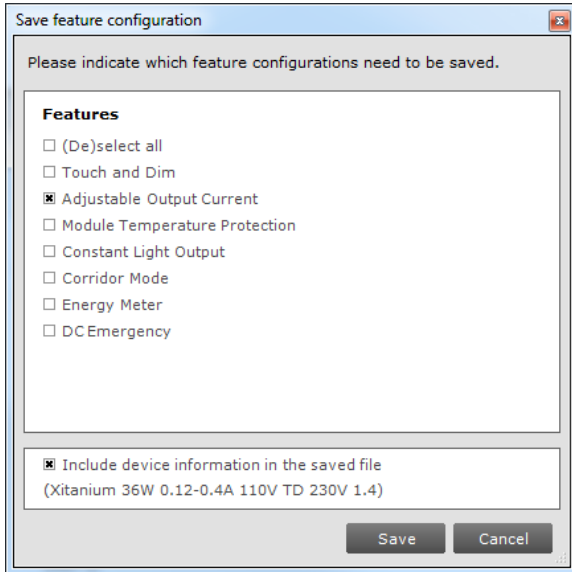 Save feature configuration
Please indicate which feature configurations need to be saved.
Features
(De)select all
Touch and Dim
Adjustable Output Current
Module Temperature Protection
Constant Light Output
Corridor Mode
Energy Meter
DC Emergency
Include device information in the saved file
(Xitanium 36W 0.12-0.4A 110V TD 230V 1.4)
Save Cancel